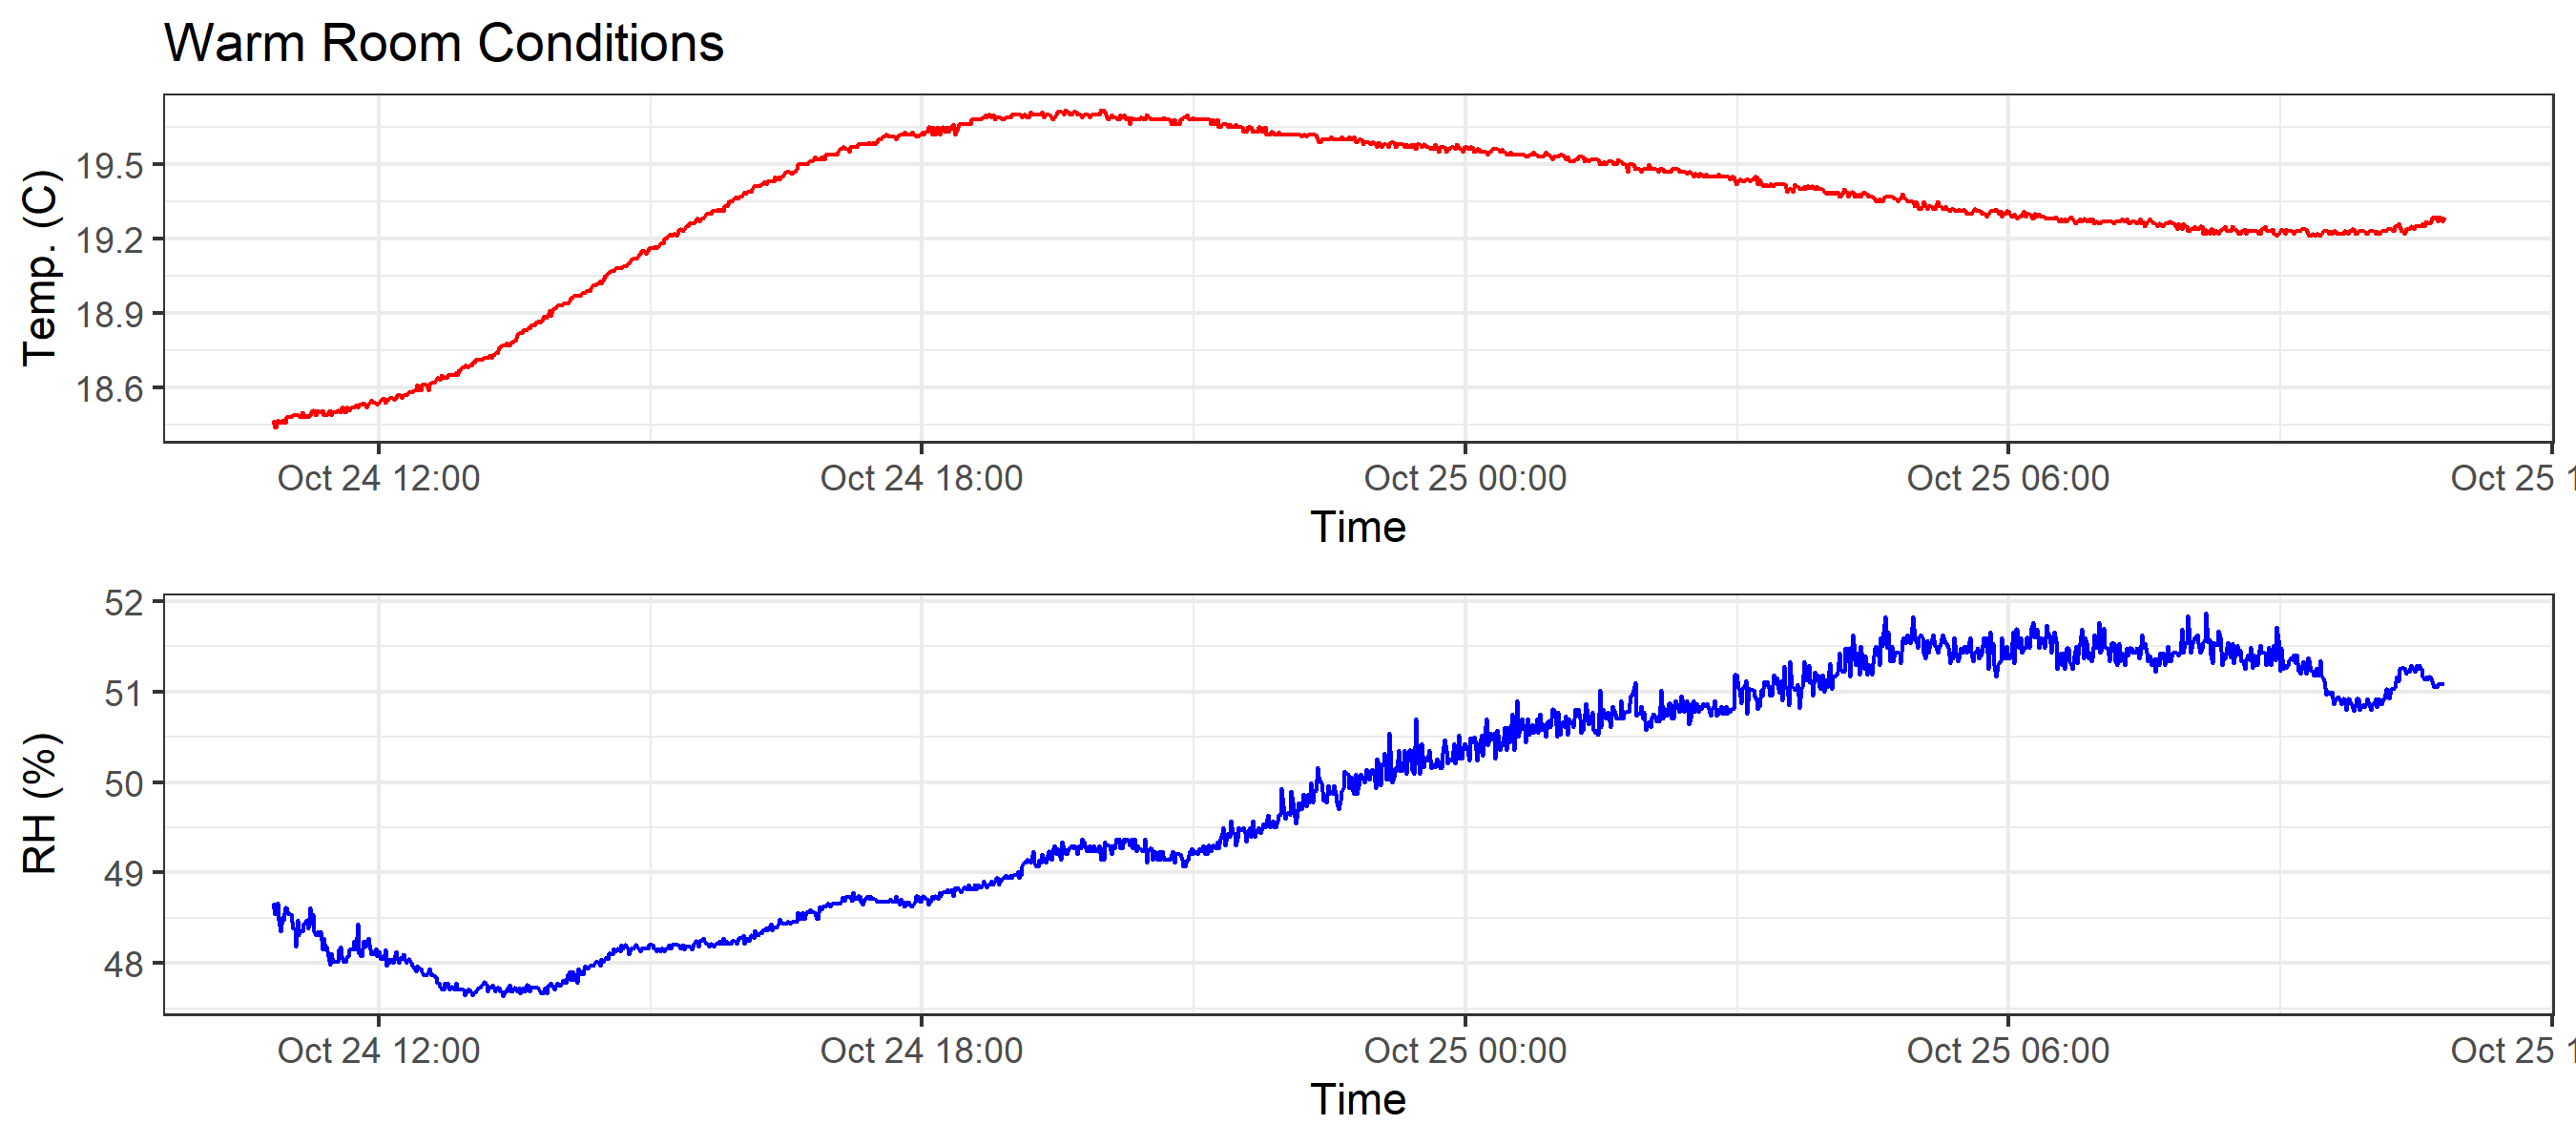 Warm Room Conditions
Temp. (C)
19.5
19.2
18.9
18.6
Oct 24 12:00 Oct 24 18:00 Oct 25 00:00 Oct 25 06:00 Oct 25 1
Time
RH (%)
52
51
50
49
48
Oct 24 12:00 Oct 24 18:00 Oct 25 00:00 Oct 25 06:00 Oct 25 1
Time